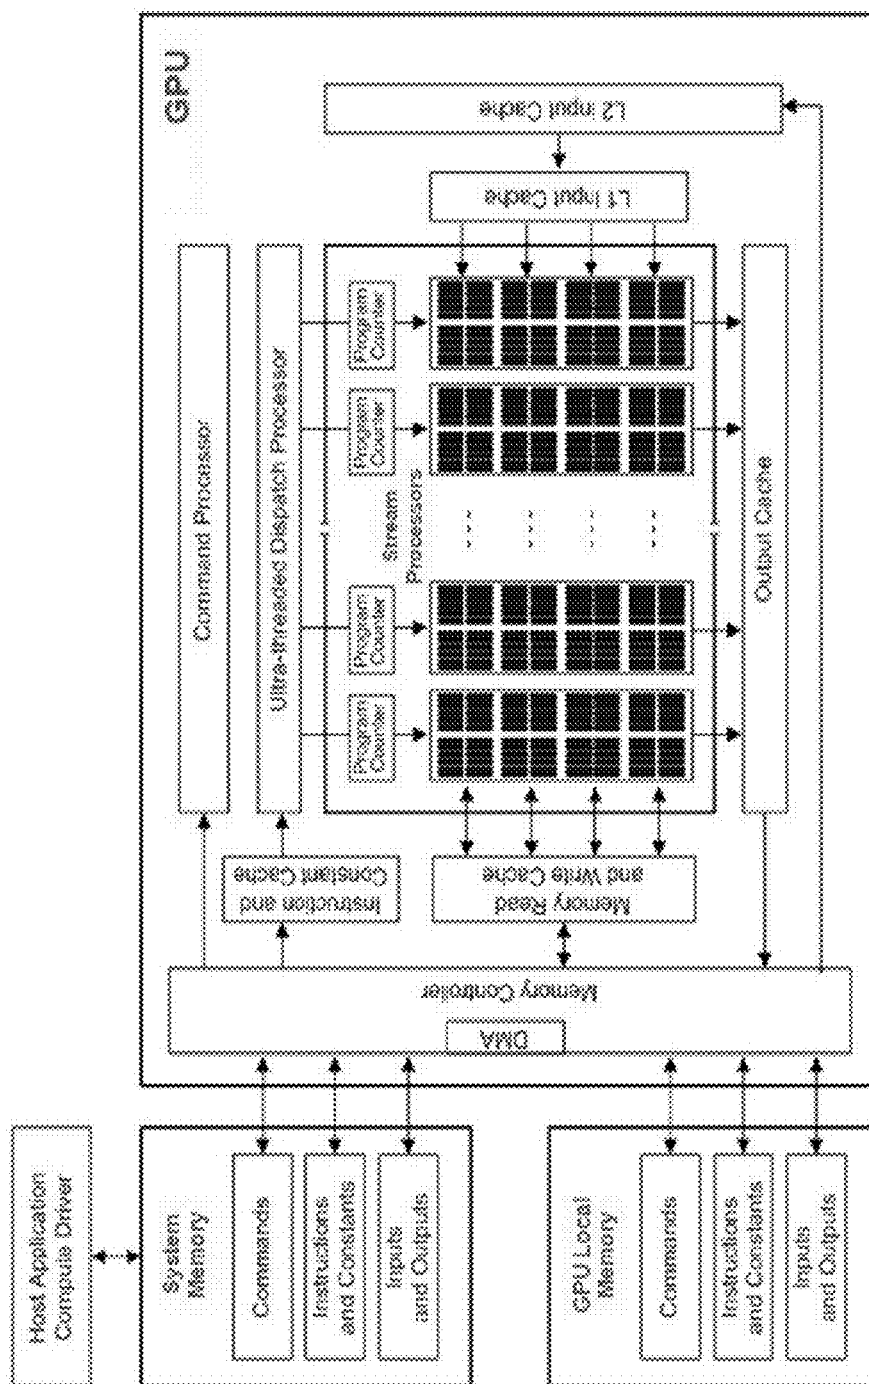 Host Application
Compute Driver
System
Memory
Commands
Instructions
and Constants
Inputs
and Outputs
GPU Local
Memory
Commands
Instructions
and Constants
Inputs
and Outputs
GPU
Memory Controller
DMA
Command Processor
Instruction and
Constant Cache
Ultra-threaded Dispatch Processor
Memory Read
and Write Cache
Program
Counter
Program
Counter
Program
Counter
Program
Counter
Stream
Processors
L1 Input Cache
L2 Input Cache
Output Cache